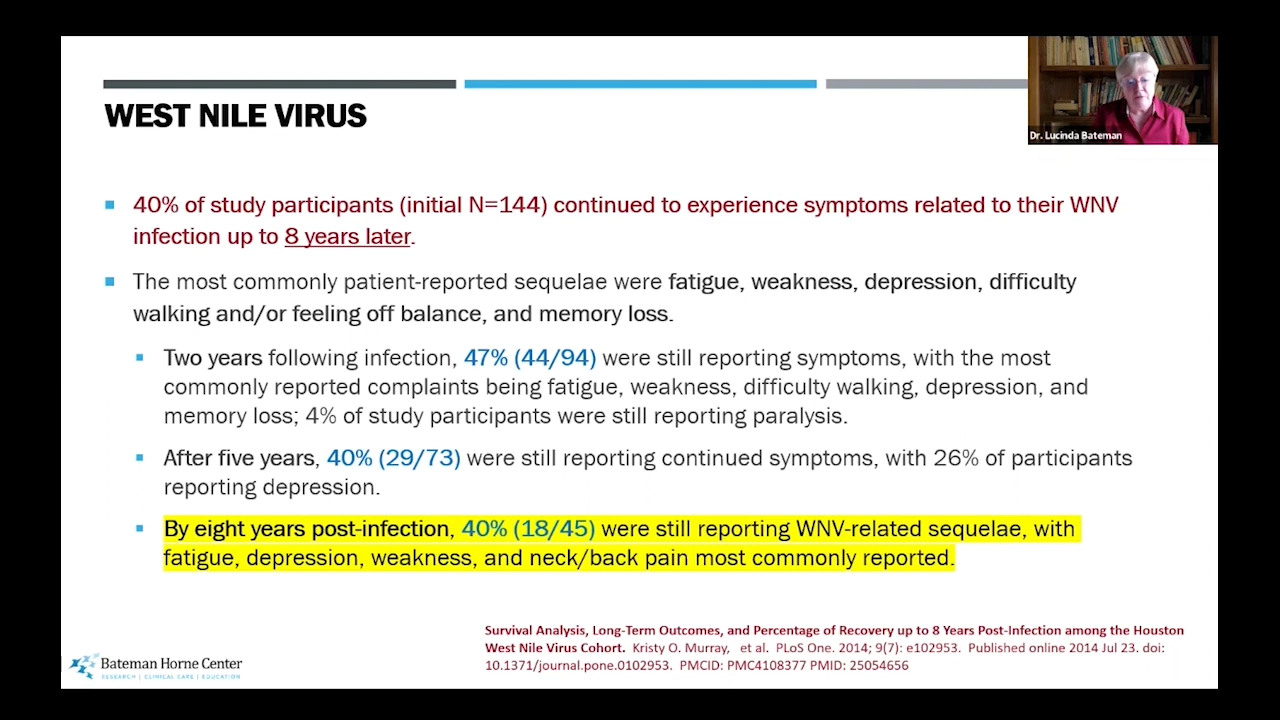 WEST NILE VIRUS
Dr. Lucinda Bateman
40% of study participants (initial N=144) continued to experience symptoms related to their WNV
infection up to 8 years later.
The most commonly patient-reported sequelae were fatigue, weakness, depression, difficulty
walking and/or feeling off balance, and memory loss.
Two years following infection, 47% (44/94) were still reporting symptoms, with the most
commonly reported complaints being fatigue, weakness, difficulty walking, depression, and
memory loss; 4% of study participants were still reporting paralysis.
After five years, 40% (29/73) were still reporting continued symptoms, with 26% of participants
reporting depression.
By eight years post-infection, 40% (18/45) were still reporting WNV-related sequelae, with
fatigue, depression, weakness, and neck/back pain most commonly reported.
Survival Analysis, Long-Term Outcomes, and Percentage of Recovery up to 8 Years Post-Infection among the Houston
West Nile Virus Cohort. Kristy O. Murray, et al. PLoS One. 2014; 9(7): e102953. Published online 2014 Jul 23. doi:
10.1371/journal.pone.0102953. PMCID: PMC4108377 PMID: 25054656
Bateman Horne Center
RESEARCH | CLINICAL CARE | EDUCATION